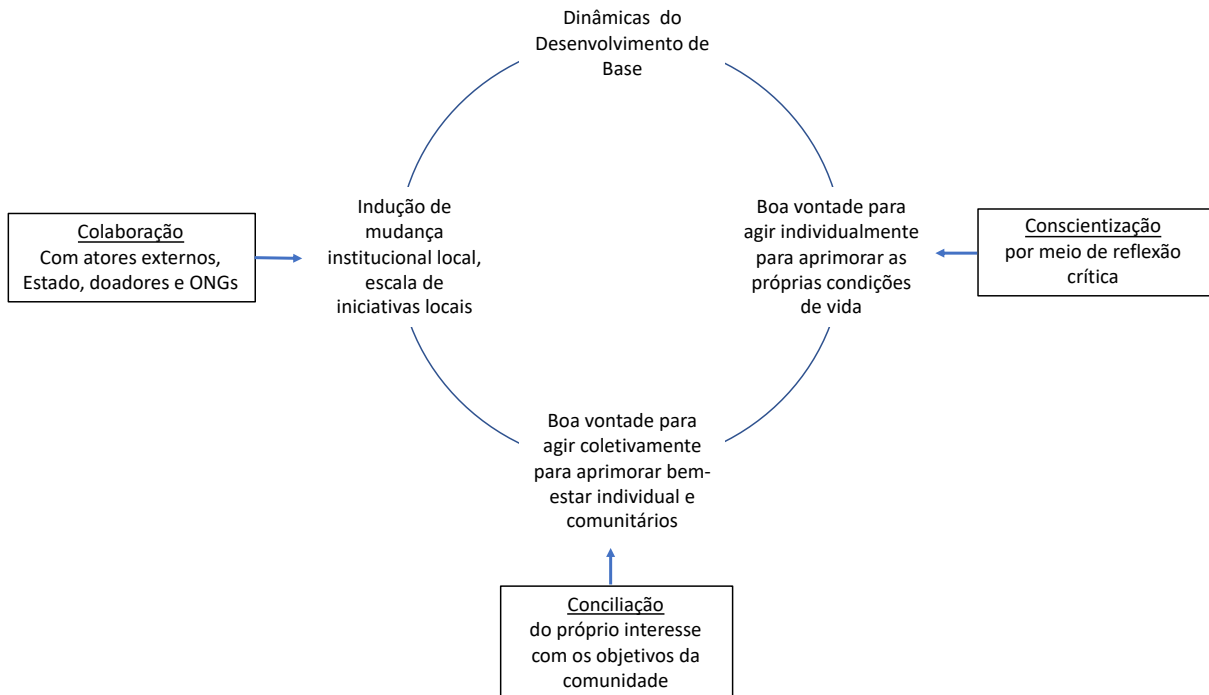 Dinâmicas do
Desenvolvimento de
Base
Colaboração
Com atores externos,
Estado, doadores e ONGs
Indução de
mudança
institucional local,
escala de
iniciativas locais
Boa vontade para
agir individualmente
para aprimorar as
próprias condições
de vida
Conscientização
por meio de reflexão
crítica
Boa vontade para
agir coletivamente
para aprimorar bem-
estar individual e
comunitários
Conciliação
do próprio interesse
com os objetivos da
comunidade